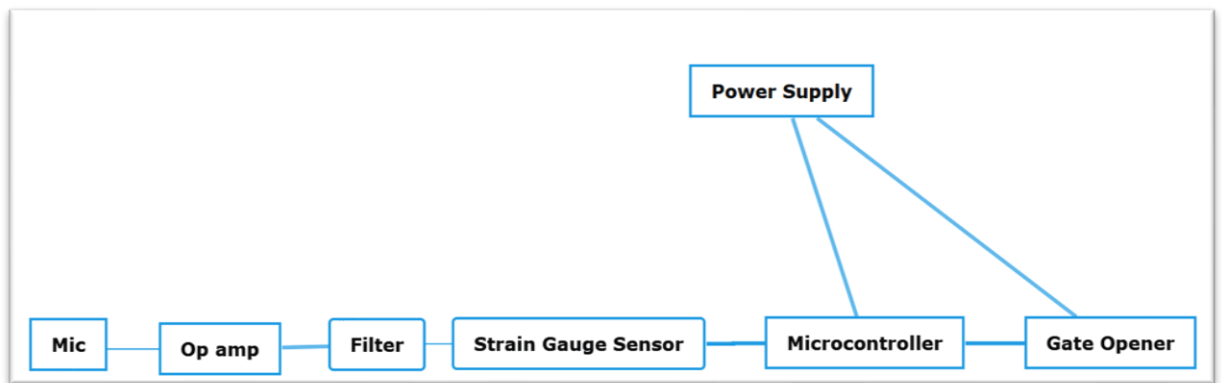 Power Supply
Mic
Op amp
Filter
Strain Gauge Sensor
Microcontroller
Gate Opener